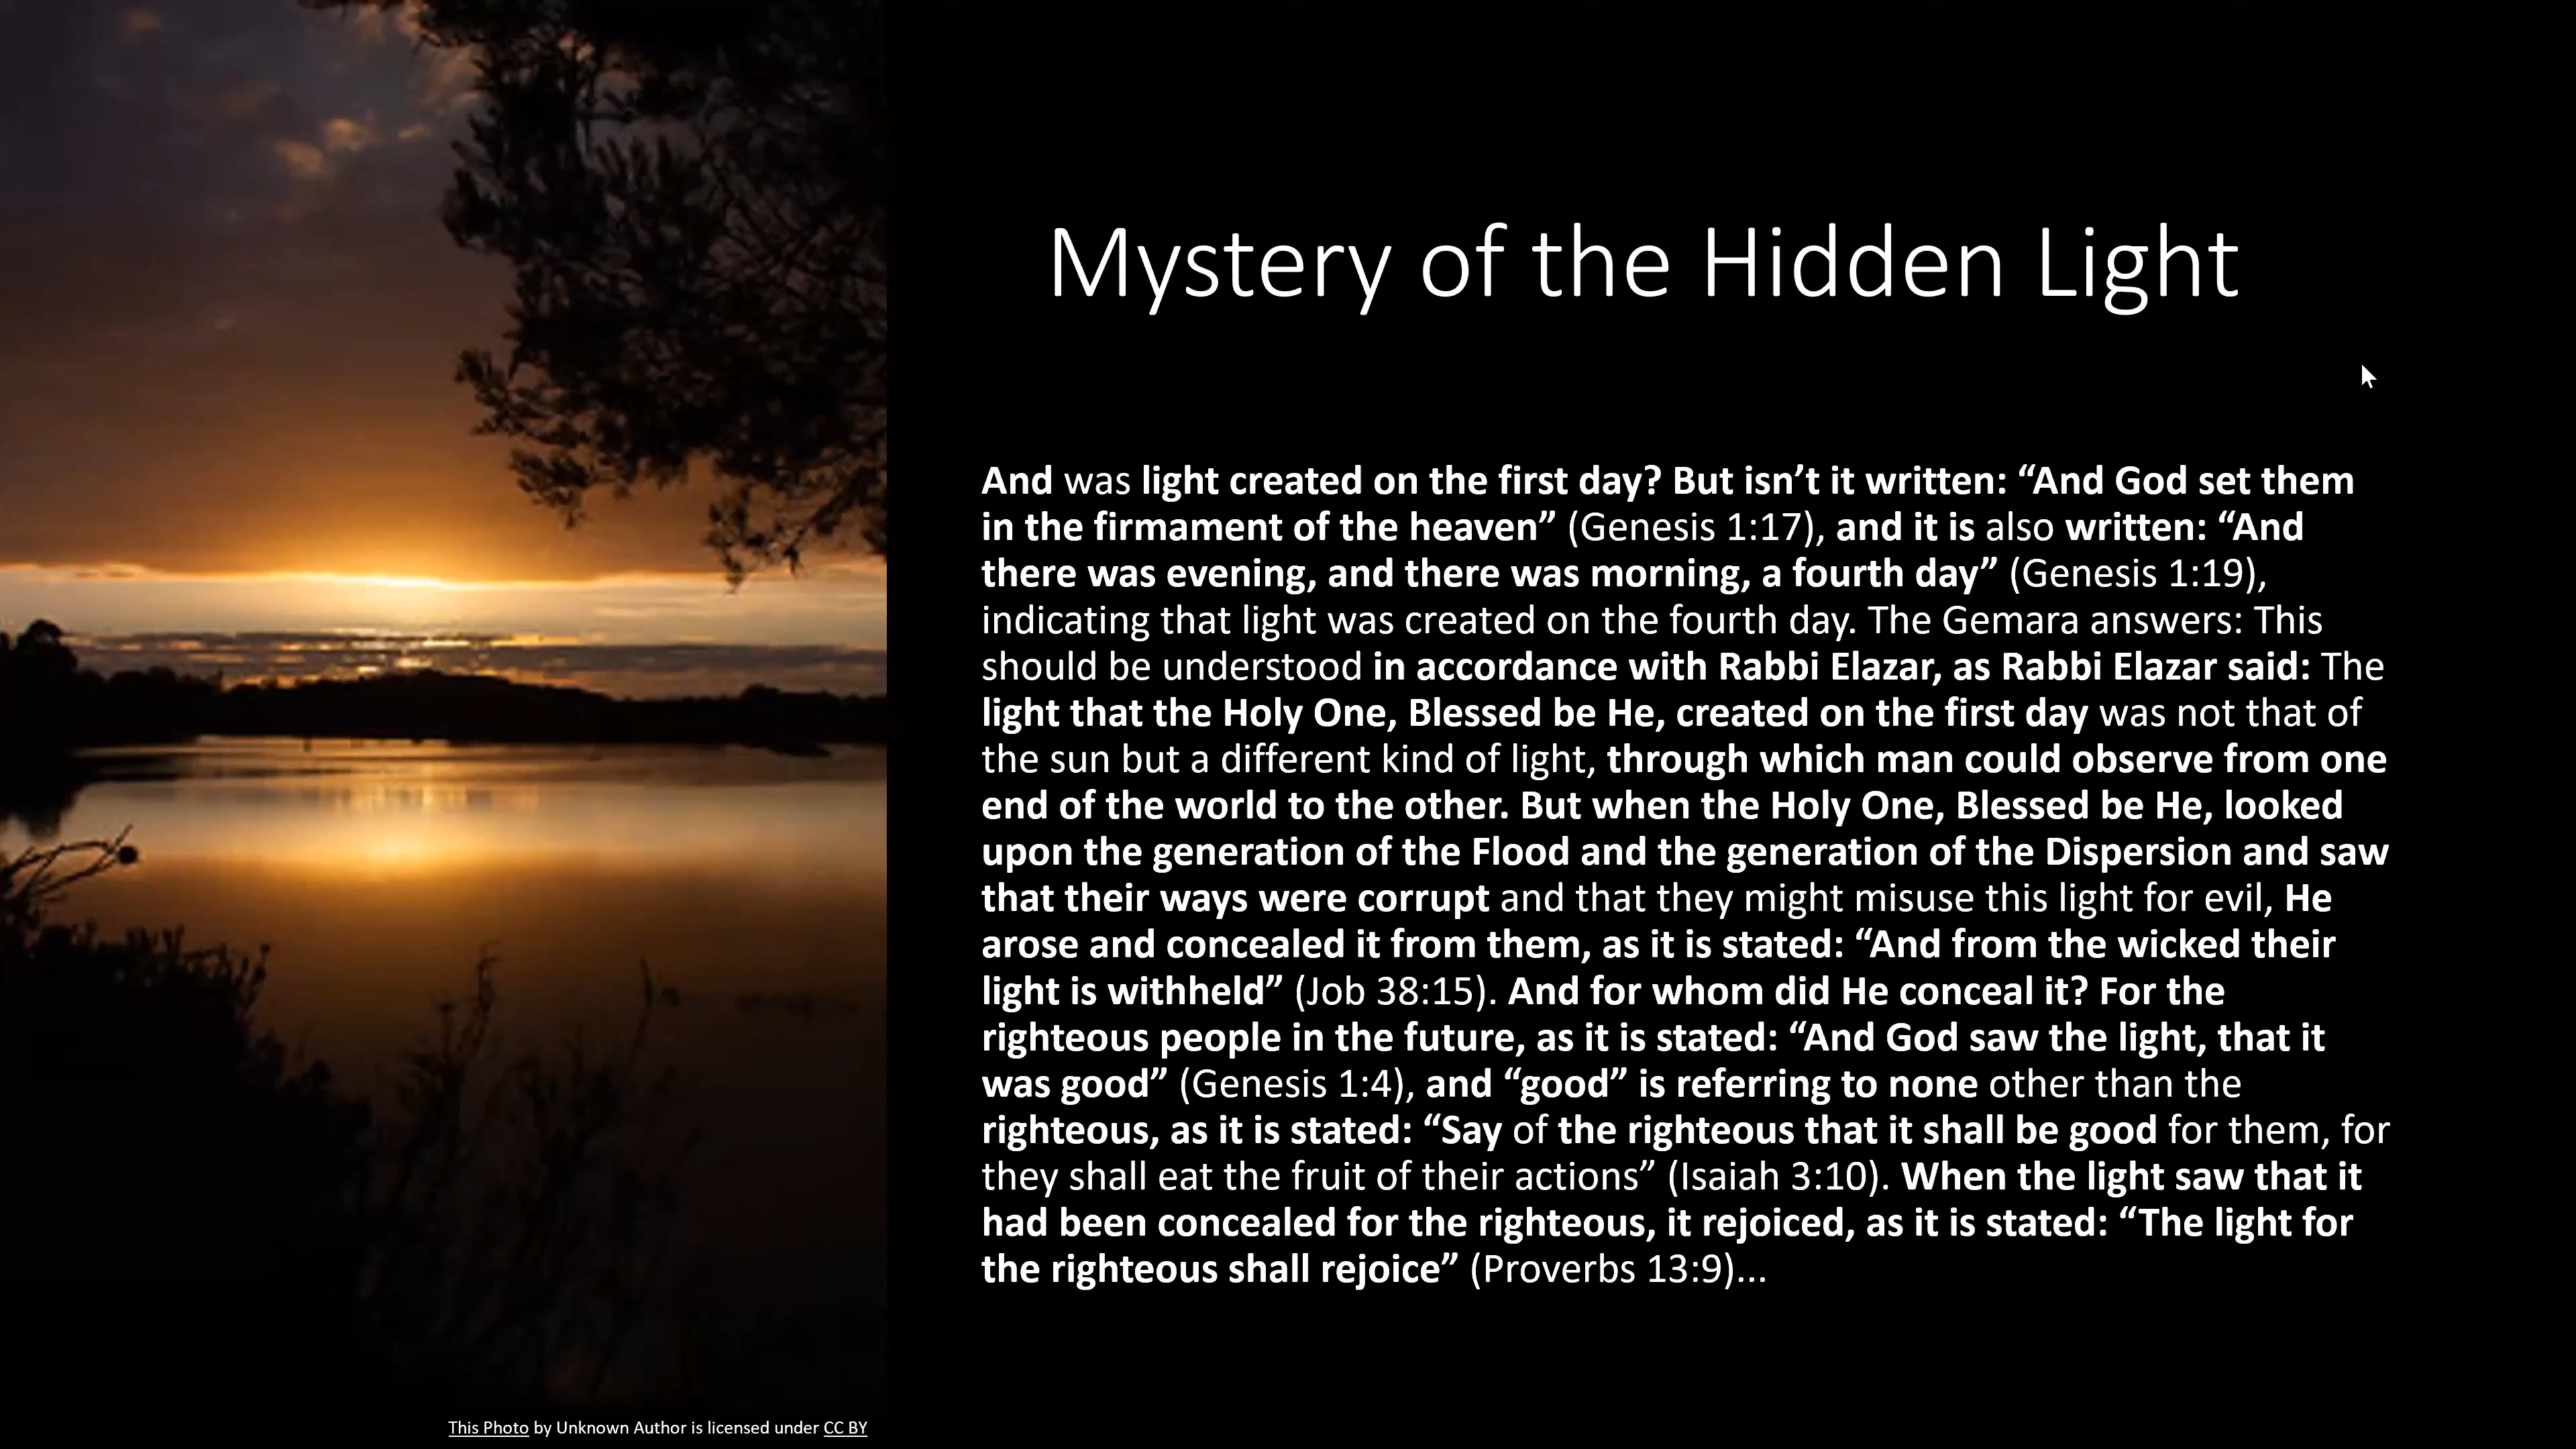 Mystery of the Hidden Light
And was light created on the first day? But isn’t it written: “And God set them
in the firmament of the heaven” (Genesis 1:17), and it is also written: “And
there was evening, and there was morning, a fourth day” (Genesis 1:19),
indicating that light was created on the fourth day. The Gemara answers: This
should be understood in accordance with Rabbi Elazar, as Rabbi Elazar said: The
light that the Holy One, Blessed be He, created on the first day was not that of
the sun but a different kind of light, through which man could observe from one
end of the world to the other. But when the Holy One, Blessed be He, looked
upon the generation of the Flood and the generation of the Dispersion and saw
that their ways were corrupt and that they might misuse this light for evil, He
arose and concealed it from them, as it is stated: “And from the wicked their
light is withheld” (Job 38:15). And for whom did He conceal it? For the
righteous people in the future, as it is stated: “And God saw the light, that it
was good” (Genesis 1:4), and “good” is referring to none other than the
righteous, as it is stated: “Say of the righteous that it shall be good for them, for
they shall eat the fruit of their actions” (Isaiah 3:10). When the light saw that it
had been concealed for the righteous, it rejoiced, as it is stated: “The light for
the righteous shall rejoice” (Proverbs 13:9)...
This Photo by Unknown Author is licensed under CC BY